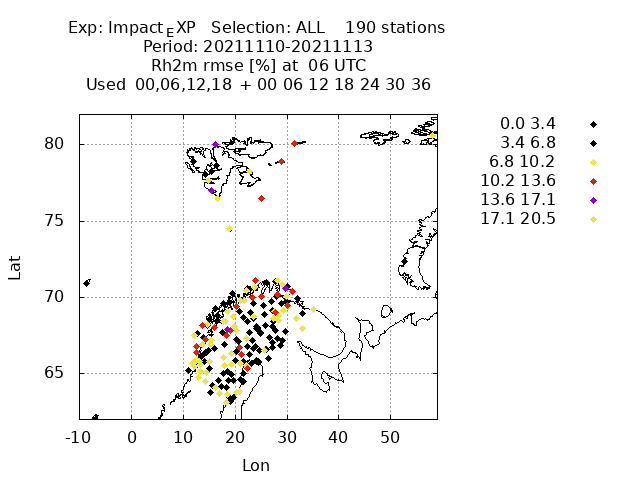 Exp: Impact_EXP   Selection: ALL    190 stations
Period: 20211110-20211113
Rh2m rmse [%] at  06 UTC
Used  00,06,12,18  + 00 06 12 18 24 30 36
0.0 3.4
3.4 6.8
6.8 10.2
10.2 13.6
13.6 17.1
17.1 20.5
80
75
70
65
Lat
-10 0 10 20 30 40 50
Lon